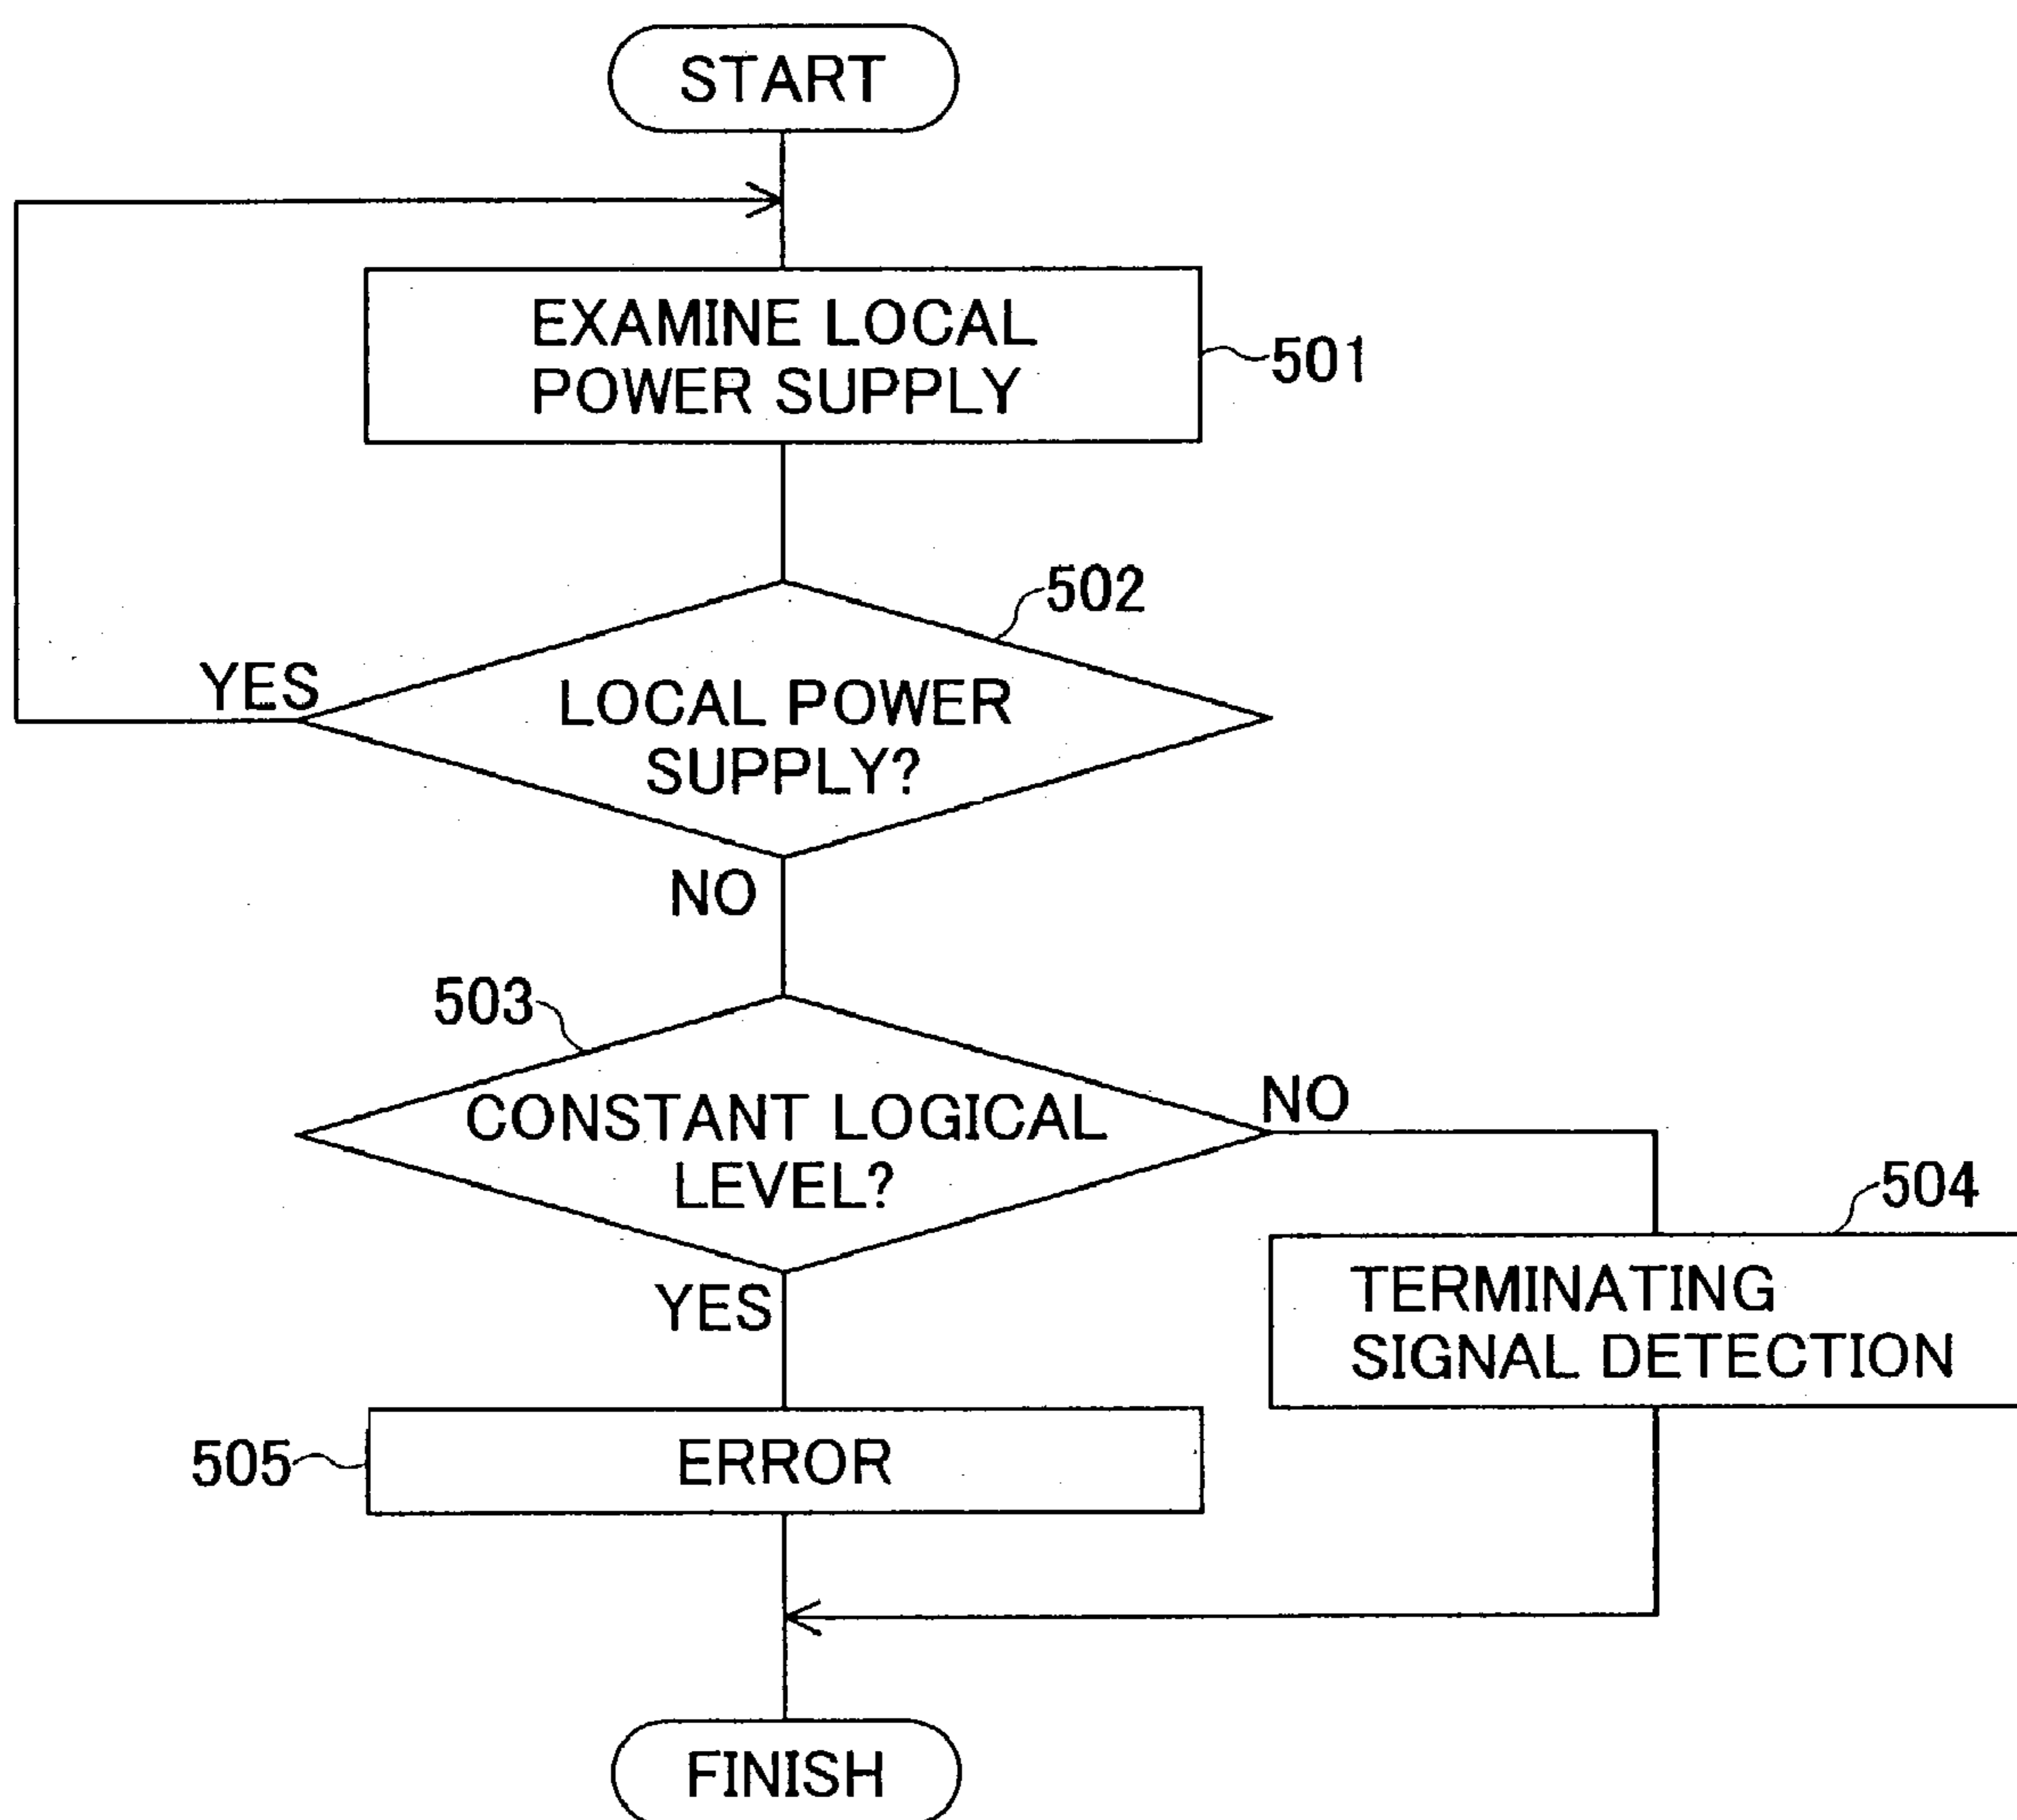 START
EXAMINE LOCAL
POWER SUPPLY
501
502
YES
LOCAL POWER
SUPPLY?
NO
503
CONSTANT LOGICAL
LEVEL?
NO
504
YES
TERMINATING
SIGNAL DETECTION
505
ERROR
FINISH